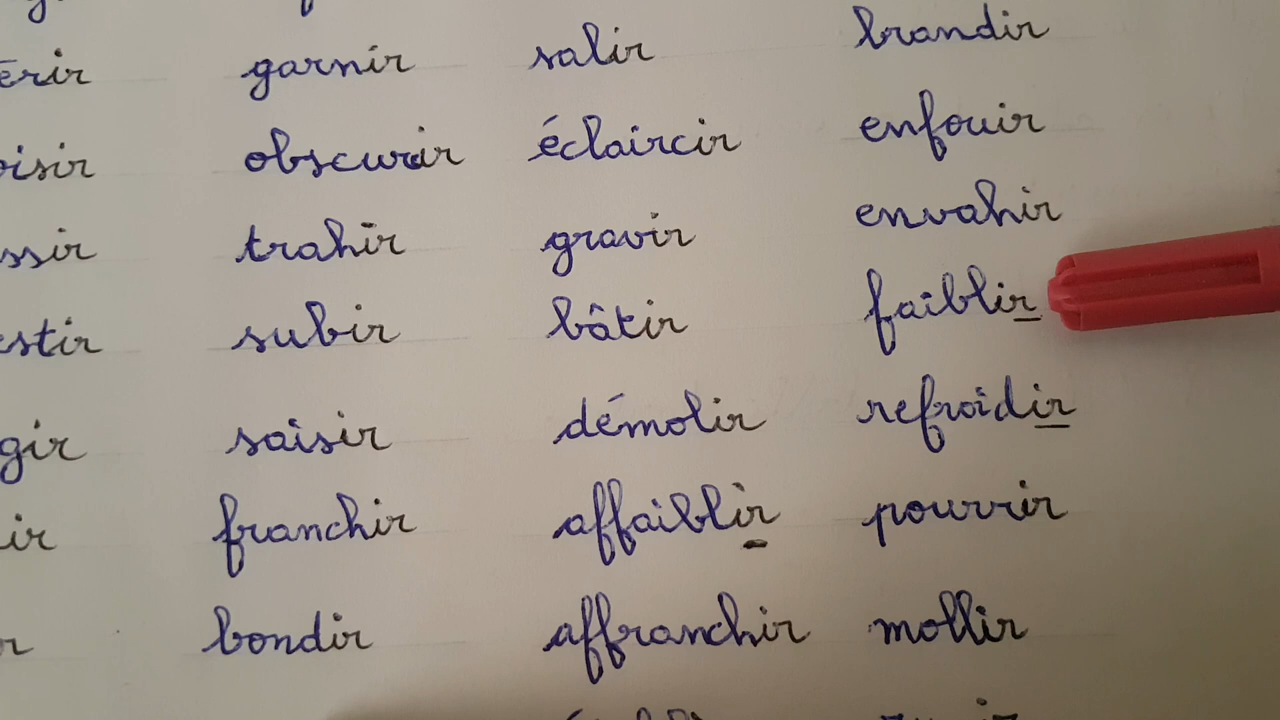 garnir salir brandir
obscurir éclaircir enfouir
trahir gravir envahir
subir bâtir faiblir
saisir démolir refroidir
franchir affaiblir pourrir
bondir affranchir mollir